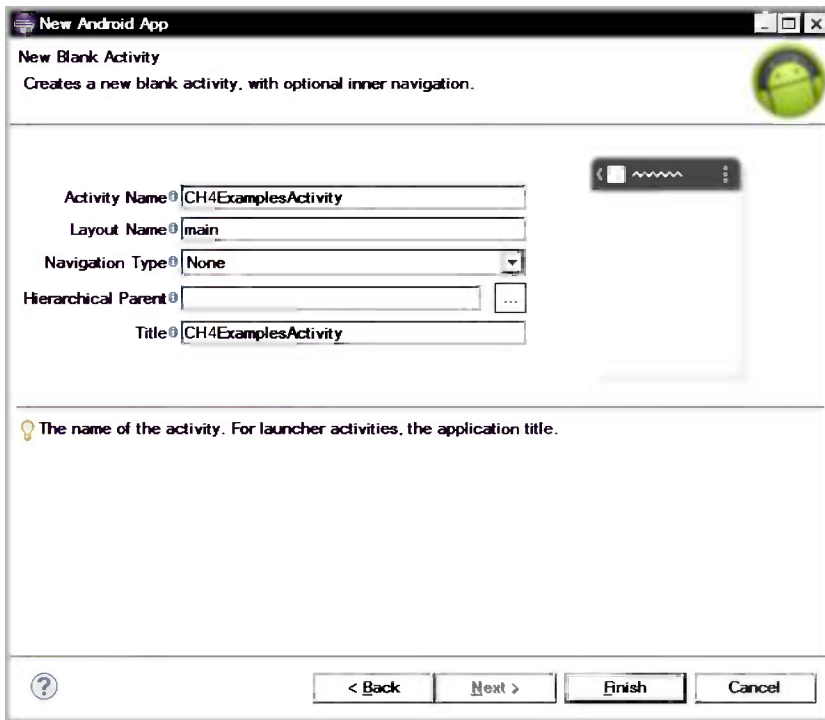 New Android App
New Blank Activity
Creates a new blank activity, with optional inner navigation.
Activity Name CH4ExamplesActivity
Layout Name main
Navigation Type None
Hierarchical Parent ...
Title CH4ExamplesActivity
The name of the activity. For launcher activities, the application title.
? < Back Next > Finish Cancel